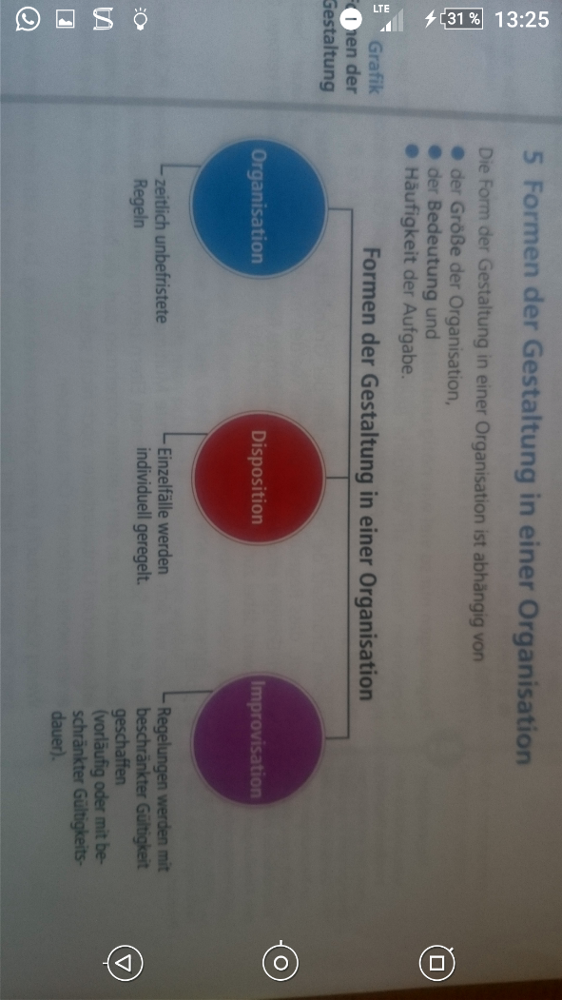 31 %
13:25
LTE
Grafik
nen der
Gestaltung
5 Formen der Gestaltung in einer Organisation
Die Form der Gestaltung in einer Organisation ist abhängig von
● der Größe der Organisation,
● der Bedeutung und
● Häufigkeit der Aufgabe.
Formen der Gestaltung in einer Organisation
Organisation
zeitlich unbefristete
Regeln
Disposition
Einzelfälle werden
individuell geregelt.
Improvisation
Regelungen werden mit
beschränkter Gültigkeit
geschaffen
(vorläufig oder mit be-
schränkter Gültigkeits-
dauer).